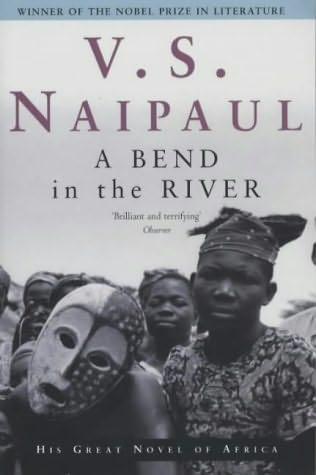 WINNER OF THE NOBEL PRIZE IN LITERATURE
V. S.
NAIPAUL
A BEND
in the RIVER
'Brilliant and terrifying'
Observer
HIS GREAT NOVEL OF AFRICA